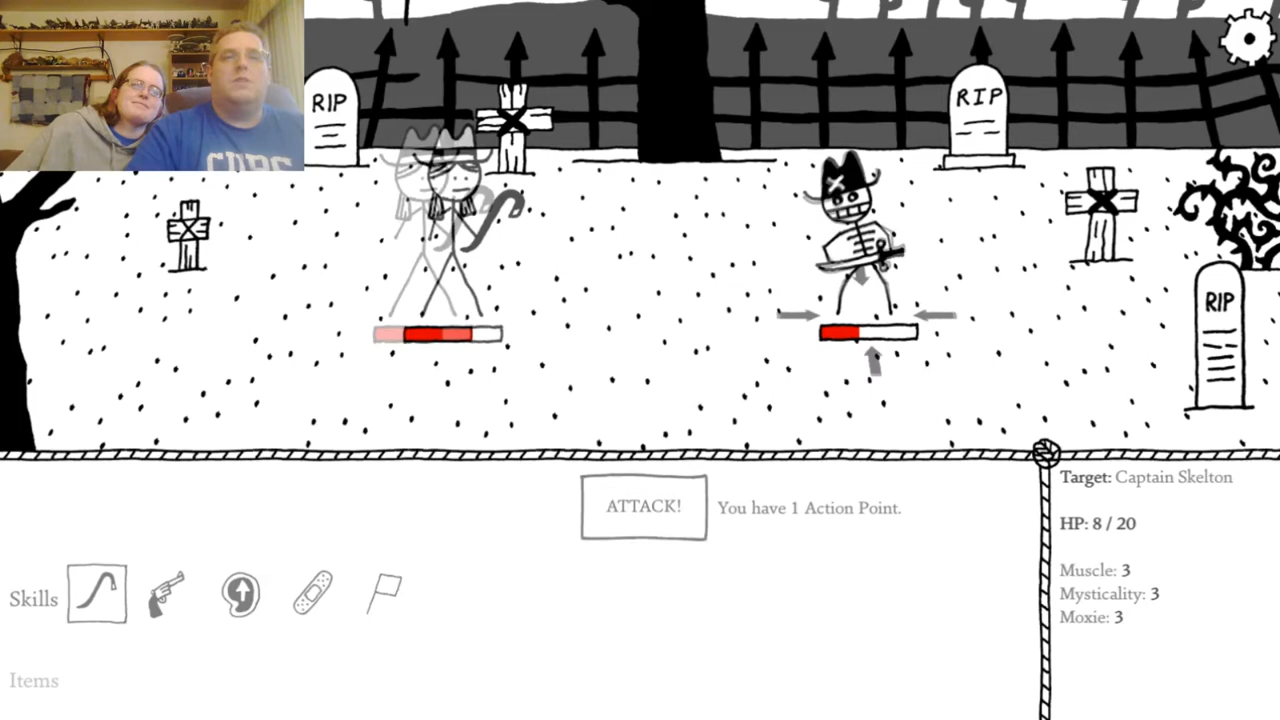 RIP
RIP
RIP
CUBS
ATTACK!
You have 1 Action Point.
Skills
Items
Target: Captain Skelton
HP: 8 / 20
Muscle: 3
Mysticality: 3
Moxie: 3